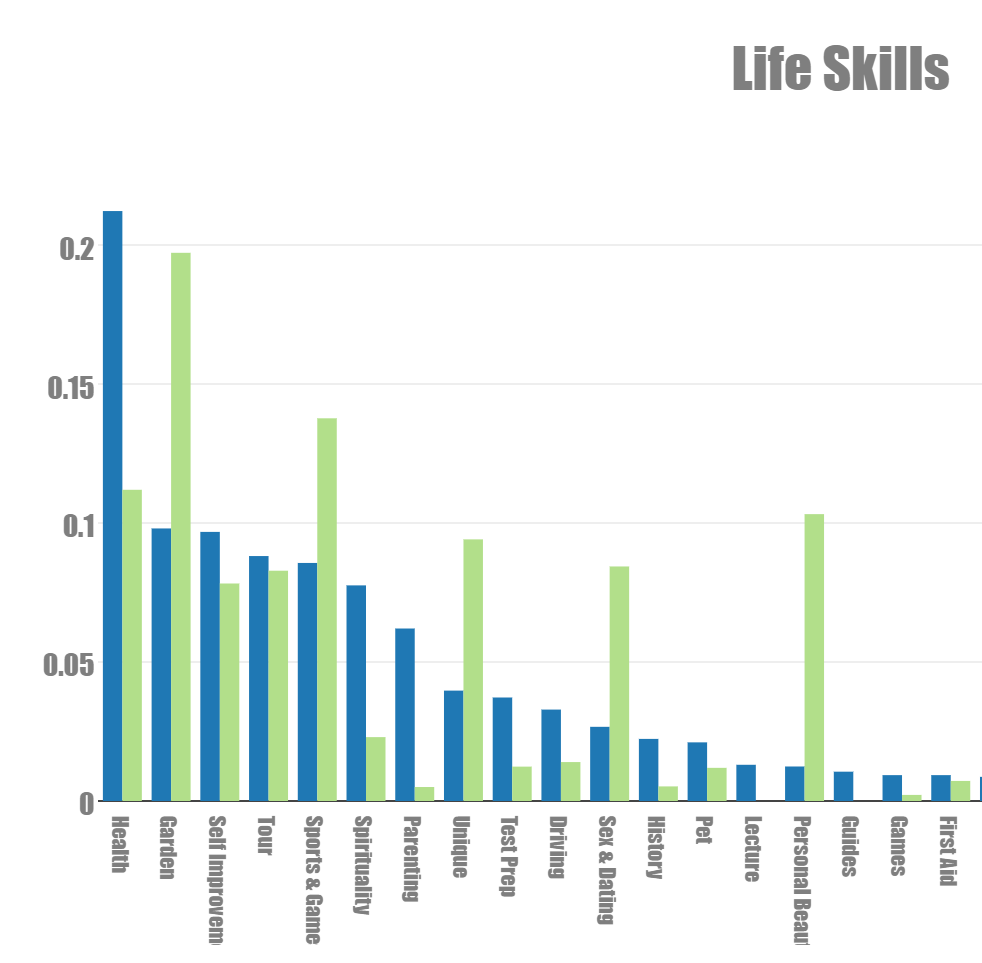 Life Skills
0.2
0.15
0.1
0.05
0
Health
Garden
Self Improvem
Tour
Sports & Game
Spirituality
Parenting
Unique
Test Prep
Driving
Sex & Dating
History
Pet
Lecture
Personal Beaut
Guides
Games
First Aid